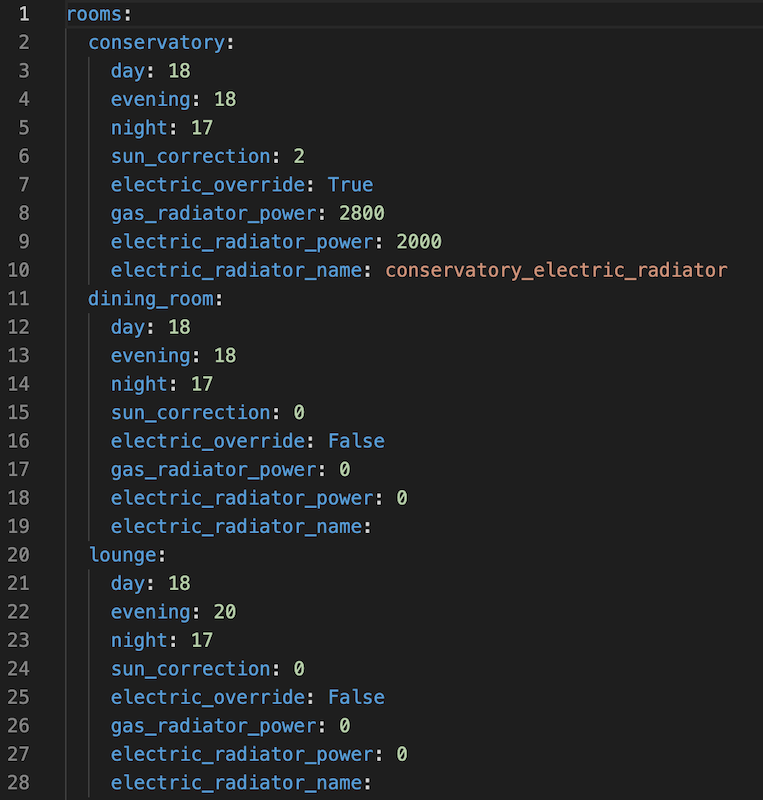 1 rooms:
2   conservatory:
3     day: 18
4     evening: 18
5     night: 17
6     sun_correction: 2
7     electric_override: True
8     gas_radiator_power: 2800
9     electric_radiator_power: 2000
10     electric_radiator_name: conservatory_electric_radiator
11   dining_room:
12     day: 18
13     evening: 18
14     night: 17
15     sun_correction: 0
16     electric_override: False
17     gas_radiator_power: 0
18     electric_radiator_power: 0
19     electric_radiator_name:
20   lounge:
21     day: 18
22     evening: 20
23     night: 17
24     sun_correction: 0
25     electric_override: False
26     gas_radiator_power: 0
27     electric_radiator_power: 0
28     electric_radiator_name: